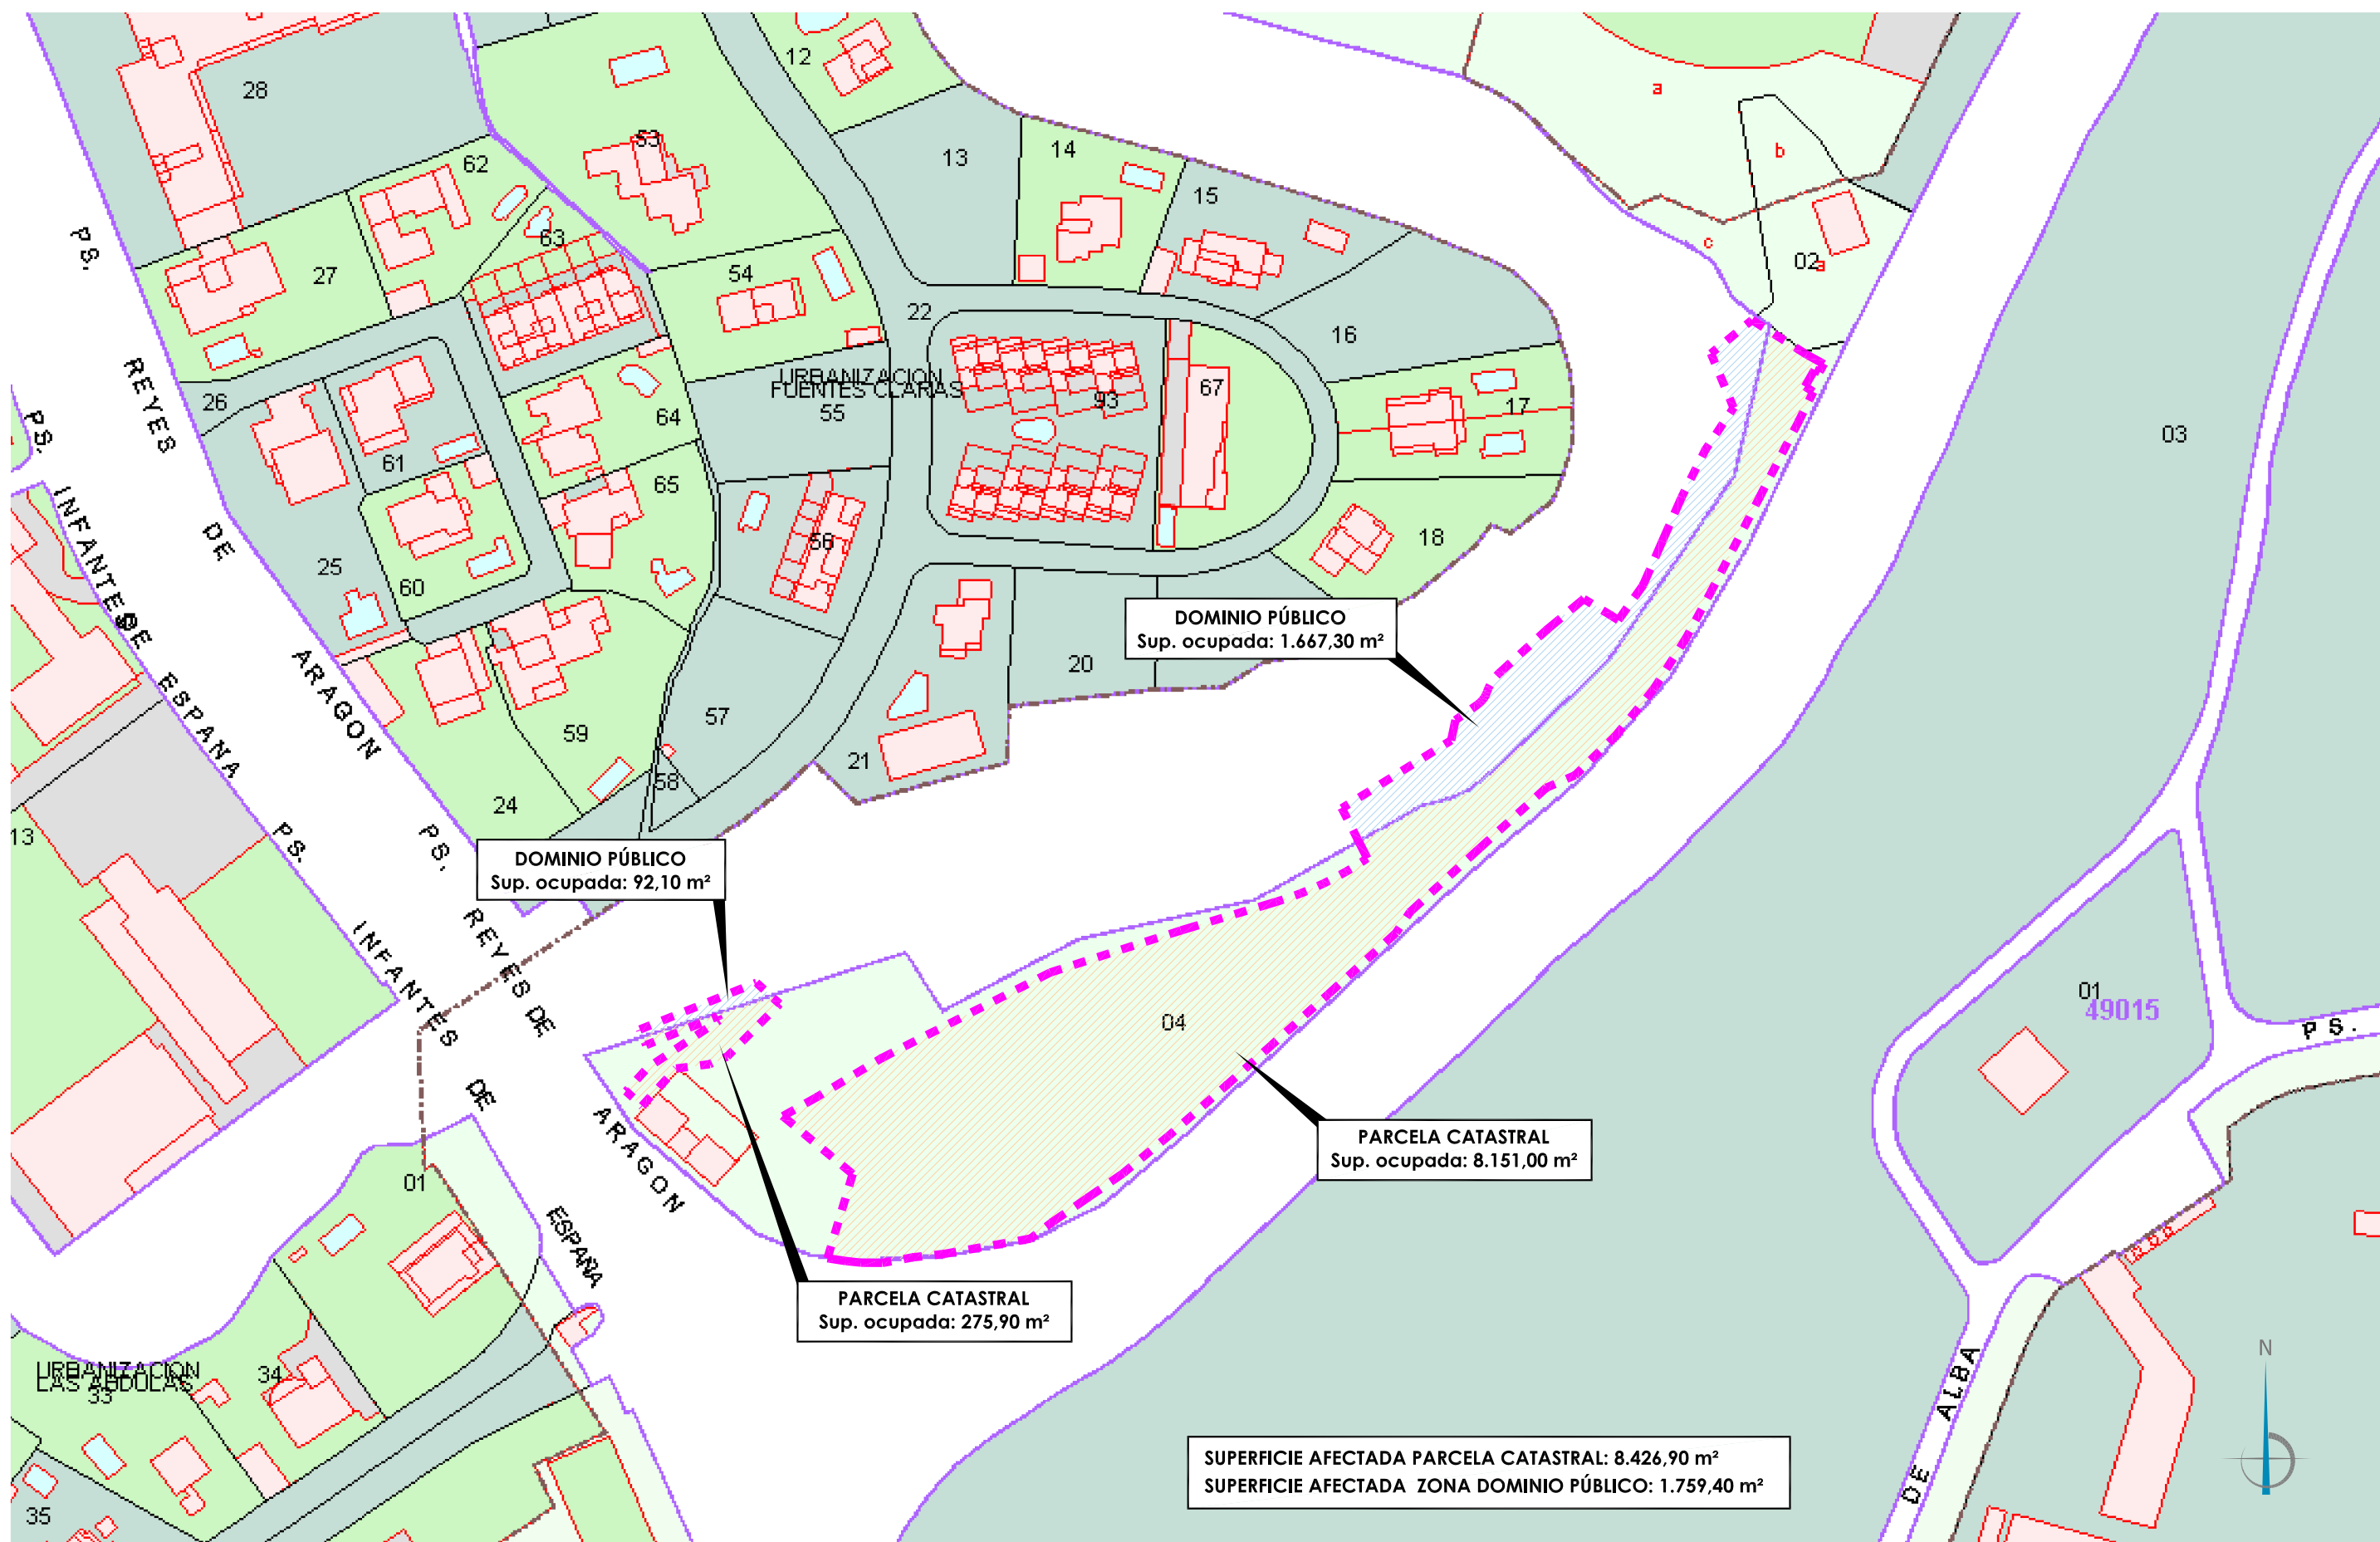 12
28
53
62
13
14
a
b
15
c
02
a
63
27
54
22
16
PS.
REYES
DE
ARAGON
URBANIZACION
FUENTES CLARAS
55
93
67
17
26
64
61
65
56
18
25
60
03
PS.
INFANTES
DE
ESPANA
DOMINIO PÚBLICO
Sup. ocupada: 1.667,30 m²
20
57
59
21
58
24
13
PS.
INFANTES
DE
ESPAÑA
PS.
REYES DE
ARAGON
DOMINIO PÚBLICO
Sup. ocupada: 92,10 m²
04
01
49015
PS.
PARCELA CATASTRAL
Sup. ocupada: 8.151,00 m²
01
PARCELA CATASTRAL
Sup. ocupada: 275,90 m²
URBANIZACION
LAS ABDULAS
33
34
35
DE ALBA
N
SUPERFICIE AFECTADA PARCELA CATASTRAL: 8.426,90 m²
SUPERFICIE AFECTADA ZONA DOMINIO PÚBLICO: 1.759,40 m²